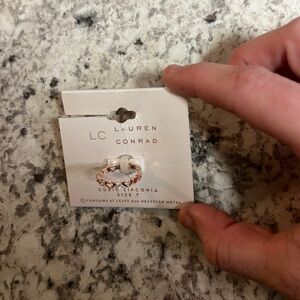 LC LAUREN
CONRAD
CUBIC ZIRCONIA
SIZE 7
CONTAINS AT LEAST 50% RECYCLED METAL